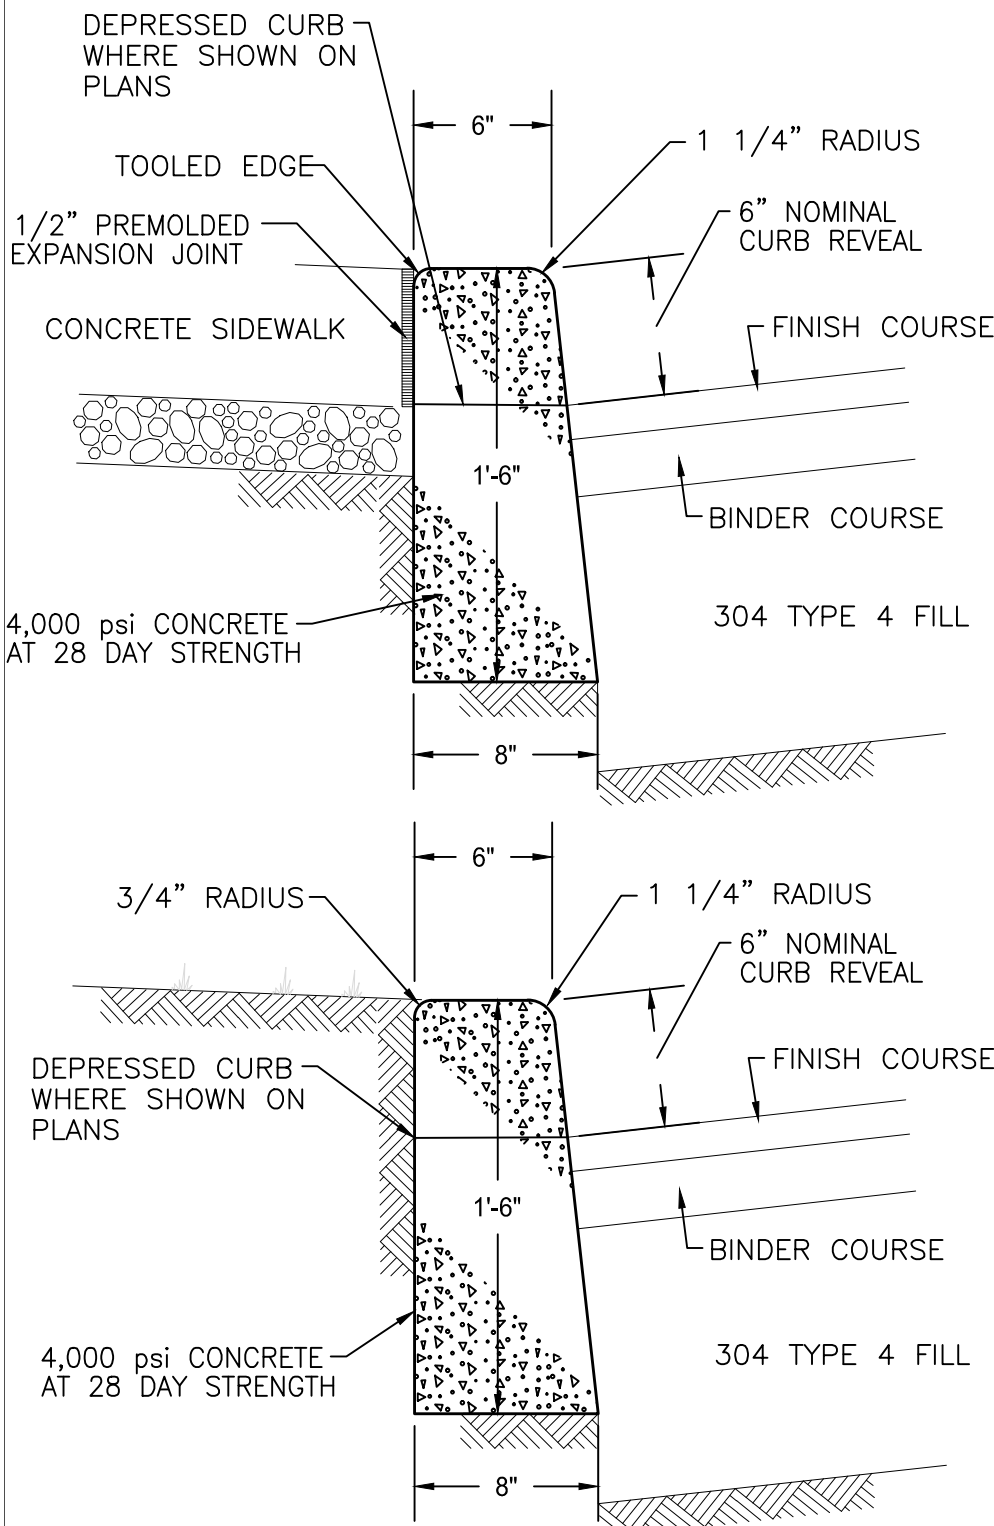 DEPRESSED CURB
WHERE SHOWN ON
PLANS
6"
1 1/4” RADIUS
TOOLED EDGE
6” NOMINAL
CURB REVEAL
1/2” PREMOLDED
EXPANSION JOINT
CONCRETE SIDEWALK
FINISH COURSE
1'-6"
BINDER COURSE
4,000 psi CONCRETE
AT 28 DAY STRENGTH
304 TYPE 4 FILL
8"
6"
3/4” RADIUS
1 1/4” RADIUS
6” NOMINAL
CURB REVEAL
DEPRESSED CURB
WHERE SHOWN ON
PLANS
FINISH COURSE
1'-6"
BINDER COURSE
4,000 psi CONCRETE
AT 28 DAY STRENGTH
304 TYPE 4 FILL
8"